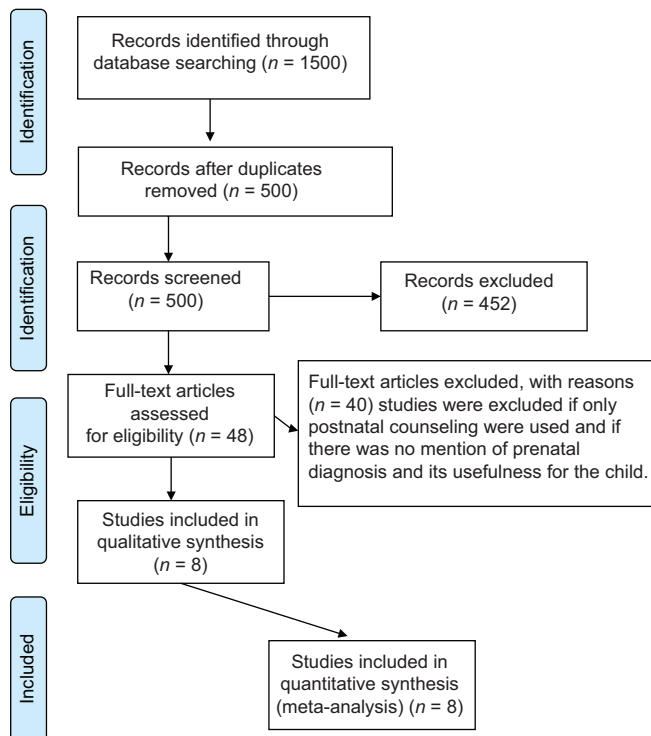 Identification
Records identified through
database searching (n = 1500)
Records after duplicates
removed (n = 500)
Identification
Records screened
(n = 500)
Records excluded
(n = 452)
Eligibility
Full-text articles
assessed
for eligibility (n = 48)
Full-text articles excluded, with reasons
(n = 40) studies were excluded if only
postnatal counseling were used and if
there was no mention of prenatal
diagnosis and its usefulness for the child.
Studies included in
qualitative synthesis
(n = 8)
Included
Studies included in
quantitative synthesis
(meta-analysis) (n = 8)